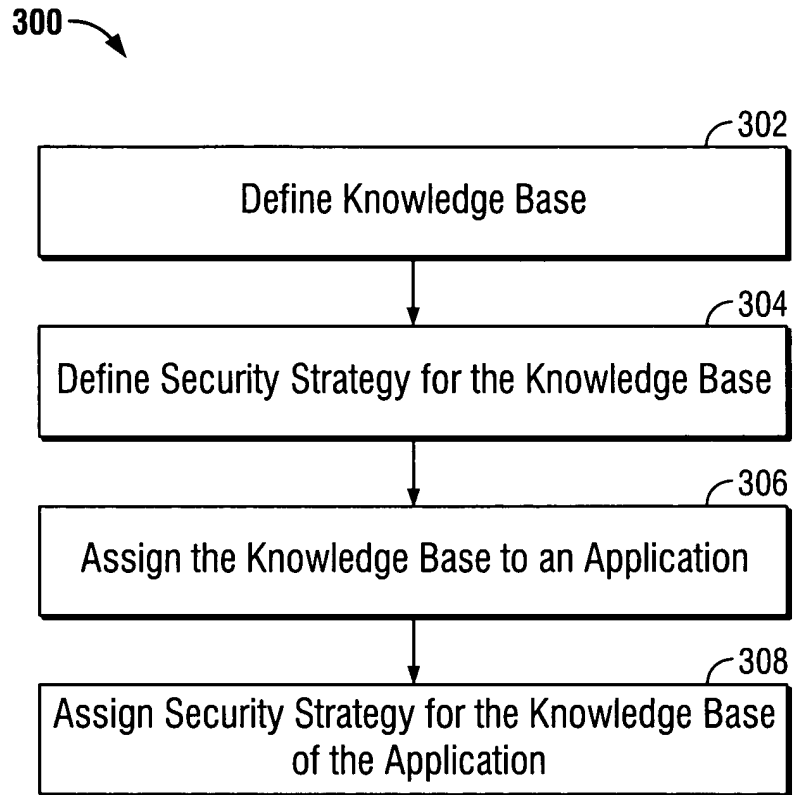 300
302
Define Knowledge Base
304
Define Security Strategy for the Knowledge Base
306
Assign the Knowledge Base to an Application
308
Assign Security Strategy for the Knowledge Base
of the Application